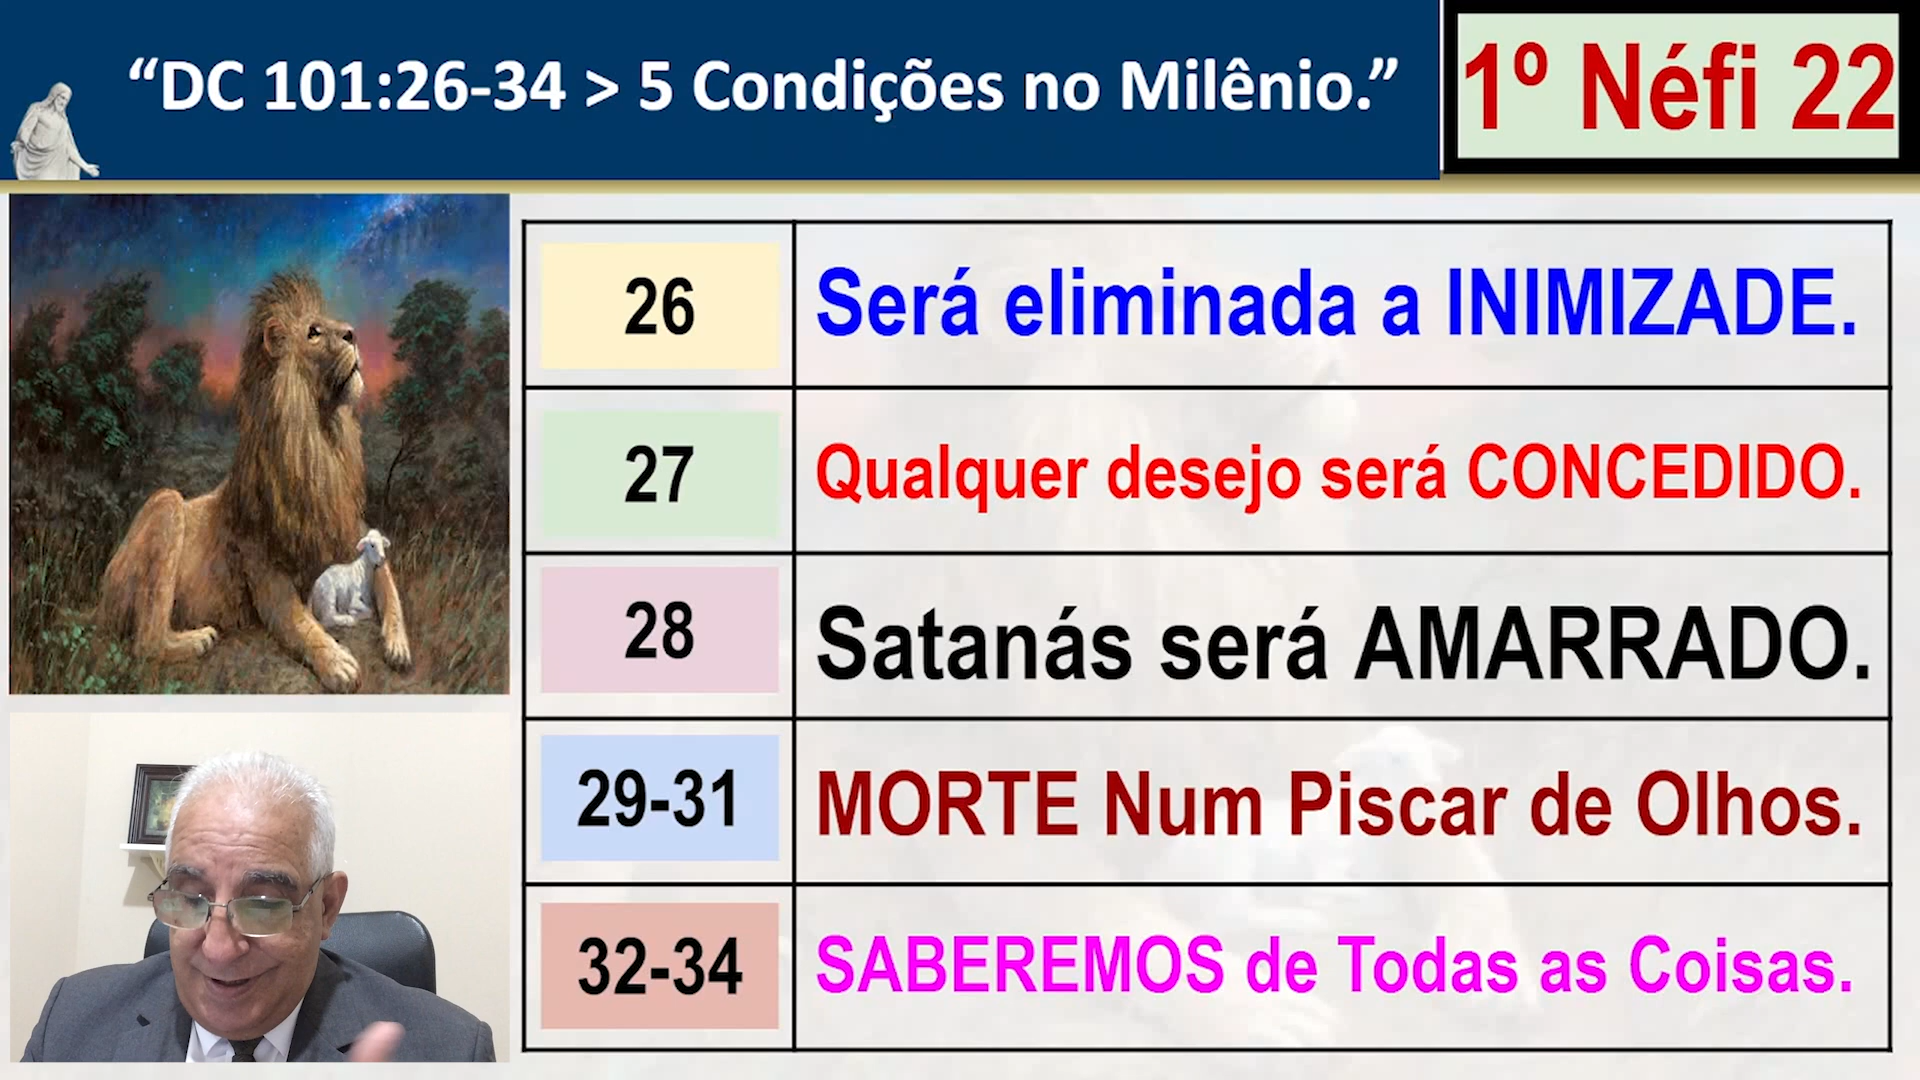 “DC 101:26-34 > 5 Condições no Milênio.”
1º Néfi 22
26
Será eliminada a INIMIZADE.
27
Qualquer desejo será CONCEDIDO.
28
Satanás será AMARRADO.
29-31
MORTE Num Piscar de Olhos.
32-34
SABEREMOS de Todas as Coisas.